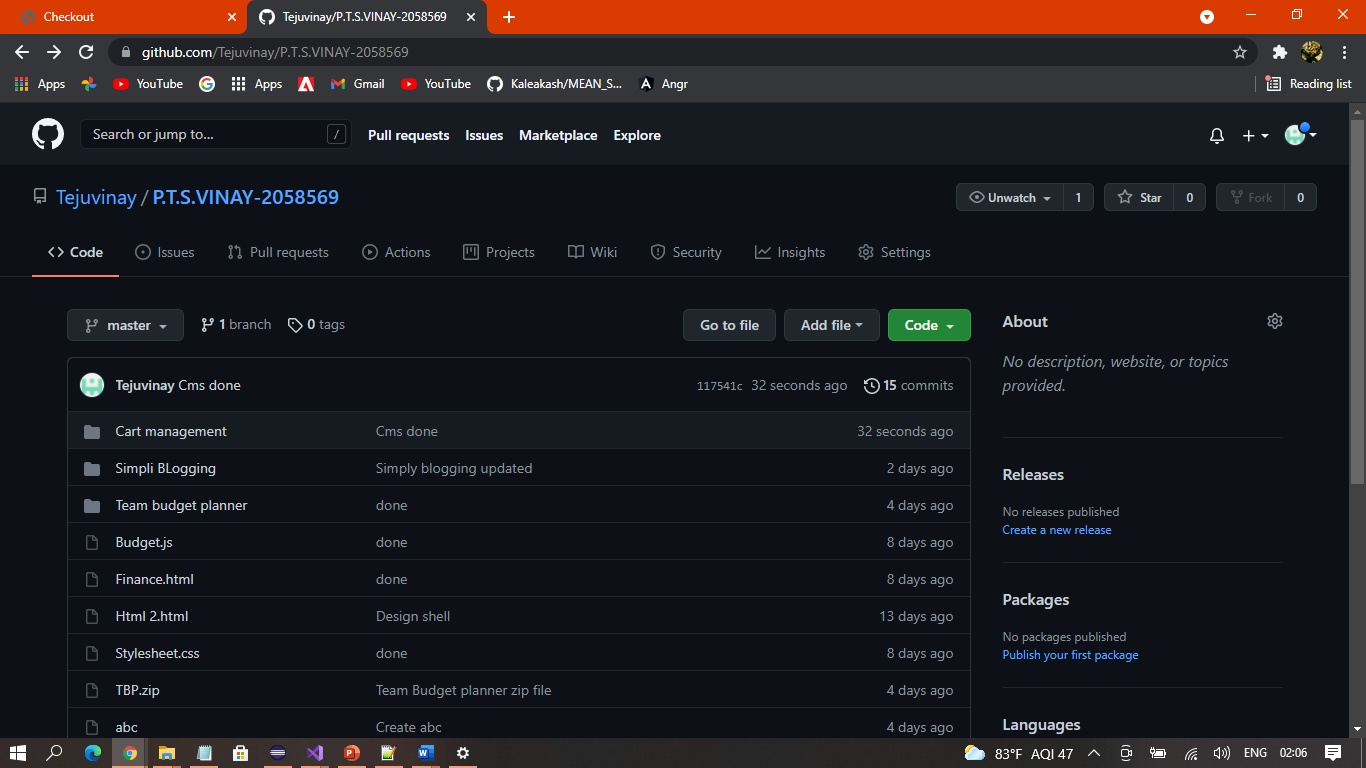 Checkout
Tejuvinay/P.T.S.VINAY-2058569
github.com/Tejuvinay/P.T.S.VINAY-2058569
Apps YouTube Apps Gmail YouTube Kaleakash/MEAN_S... Angr Reading list
Search or jump to... / Pull requests Issues Marketplace Explore
Tejuvinay / P.T.S.VINAY-2058569 Unwatch 1 Star 0 Fork 0
Code Issues Pull requests Actions Projects Wiki Security Insights Settings
master 1 branch 0 tags Go to file Add file Code
Tejuvinay Cms done 117541c 32 seconds ago 15 commits
Cart management Cms done 32 seconds ago
Simpli BLogging Simply blogging updated 2 days ago
Team budget planner done 4 days ago
Budget.js done 8 days ago
Finance.html done 8 days ago
Html 2.html Design shell 13 days ago
Stylesheet.css done 8 days ago
TBP.zip Team Budget planner zip file 4 days ago
abc Create abc 4 days ago
About
No description, website, or topics
provided.
Releases
No releases published
Create a new release
Packages
No packages published
Publish your first package
Languages
83°F AQI 47 ENG 02:06